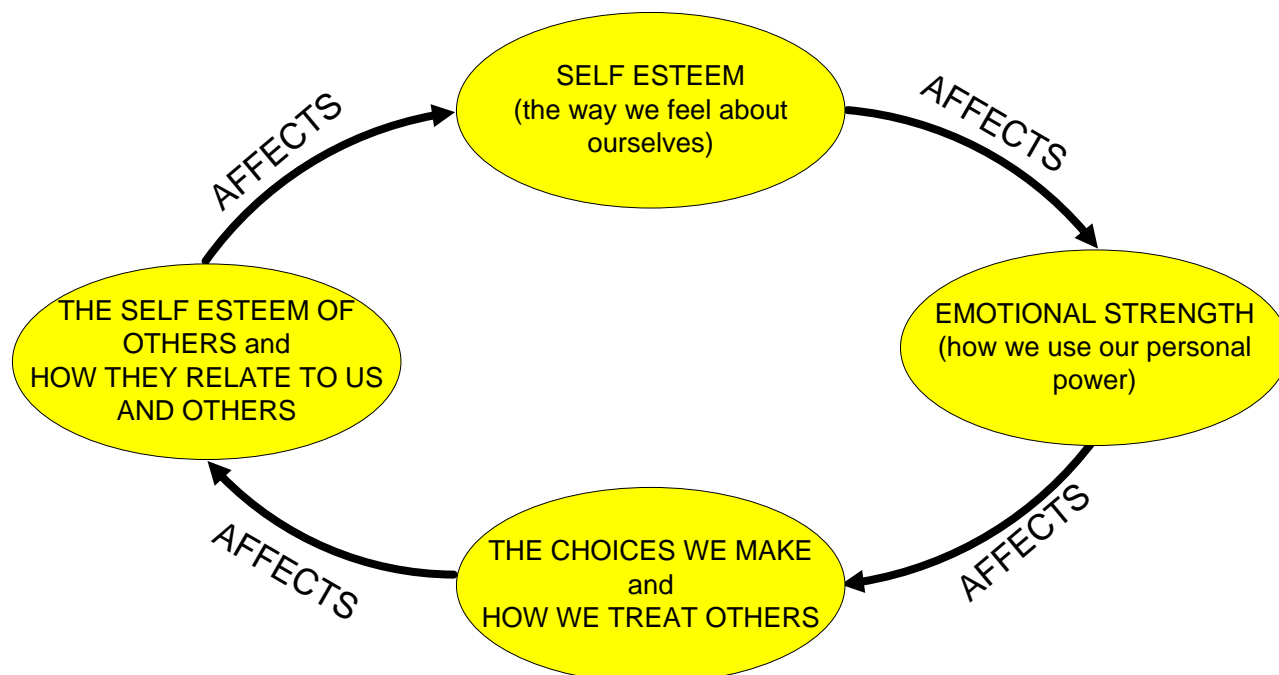 SELF ESTEEM
(the way we feel about
ourselves)
AFFECTS
EMOTIONAL STRENGTH
(how we use our personal
power)
AFFECTS
THE CHOICES WE MAKE
and
HOW WE TREAT OTHERS
AFFECTS
THE SELF ESTEEM OF
OTHERS and
HOW THEY RELATE TO US
AND OTHERS
AFFECTS